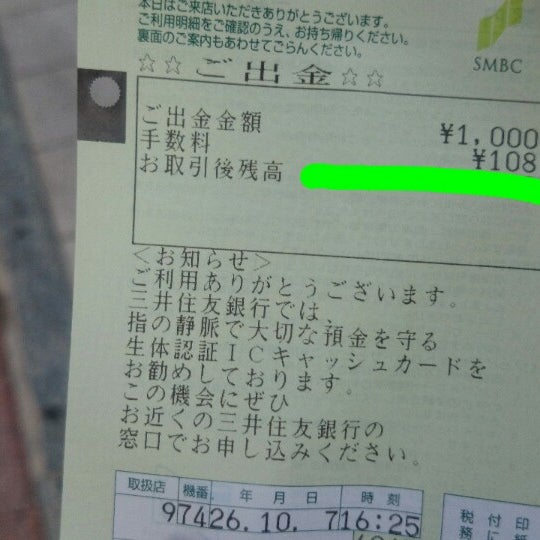 本日はご来店いただきありがとうございます。
ご利用明細をご確認のうえ、お持ち帰りください。
裏面のご案内もあわせてごらんください。
SMBC
☆☆ご出金☆☆
ご出金金額 ¥1,000
手数料 ¥108
お取引後残高
＜お知らせ＞
ご利用ありがとうございます。
三井住友銀行では、
指の静脈で大切な預金を守る
生体認証ICキャッシュカードを
お勧めしております。
この機会にぜひ
お近くの三井住友銀行の
窓口でお申し込みください。
取扱店 機番 年 月 日 時刻
97426.10. 716:25
印
付に
税務